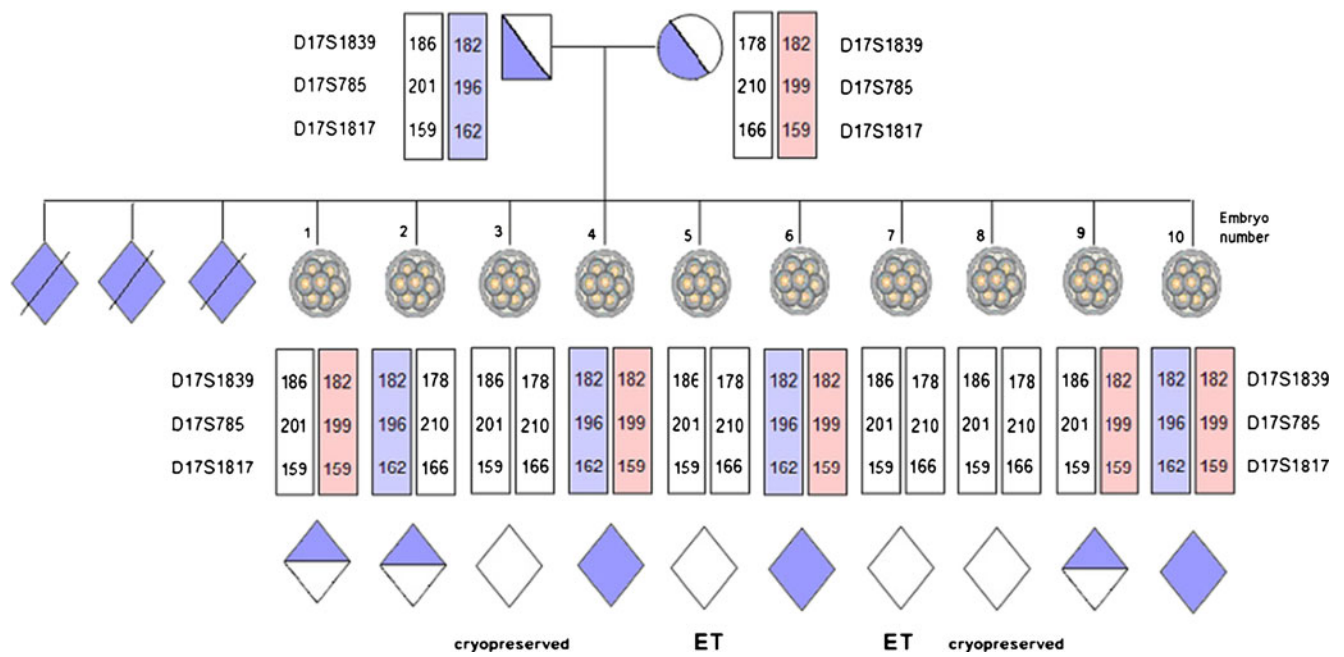 D17S1839 186 182 178 182 D17S1839
D17S785 201 196 210 199 D17S785
D17S1817 159 162 166 159 D17S1817
1 2 3 4 5 6 7 8 9 10 Embryo
number
D17S1839 186 182 182 178 186 178 182 182 186 178 182 182 186 178 186 178 186 182 182 182 D17S1839
D17S785 201 199 196 210 201 210 196 199 201 210 196 199 201 210 201 210 201 199 196 199 D17S785
D17S1817 159 159 162 166 159 166 162 159 159 166 162 159 159 166 159 166 159 159 162 159 D17S1817
cryopreserved ET ET cryopreserved